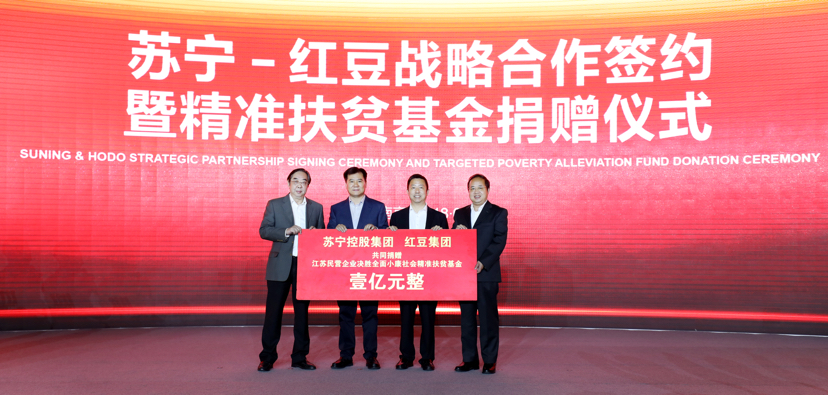 苏宁－红豆战略合作签约
暨精准扶贫基金捐赠仪式
SUNING & HODO STRATEGIC PARTNERSHIP SIGNING CEREMONY AND TARGETED POVERTY ALLEVIATION FUND DONATION CEREMONY
苏宁控股集团 红豆集团
共同捐赠
江苏民营企业决胜全面小康社会精准扶贫基金
壹亿元整